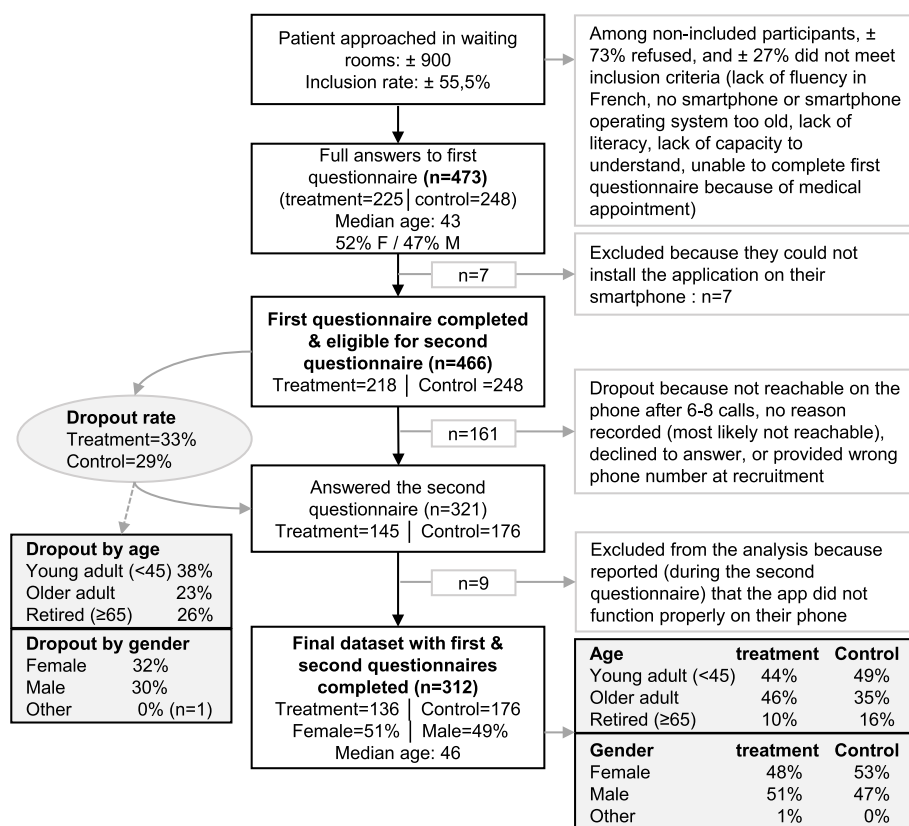 Patient approached in waiting
rooms: ± 900
Inclusion rate: ± 55,5%
Among non-included participants, ±
73% refused, and ± 27% did not meet
inclusion criteria (lack of fluency in
French, no smartphone or smartphone
operating system too old, lack of
literacy, lack of capacity to
understand, unable to complete first
questionnaire because of medical
appointment)
Full answers to first
questionnaire (n=473)
(treatment=225│control=248)
Median age: 43
52% F / 47% M
n=7
Excluded because they could not
install the application on their
smartphone : n=7
First questionnaire completed
& eligible for second
questionnaire (n=466)
Treatment=218 │ Control =248
Dropout rate
Treatment=33%
Control=29%
n=161
Dropout because not reachable on the
phone after 6-8 calls, no reason
recorded (most likely not reachable),
declined to answer, or provided wrong
phone number at recruitment
Answered the second
questionnaire (n=321)
Treatment=145 │ Control=176
Dropout by age
Young adult (<45) 38%
Older adult 23%
Retired (≥65) 26%
Dropout by gender
Female 32%
Male 30%
Other 0% (n=1)
n=9
Excluded from the analysis because
reported (during the second
questionnaire) that the app did not
function properly on their phone
Final dataset with first &
second questionnaires
completed (n=312)
Treatment=136 │ Control=176
Female=51% │ Male=49%
Median age: 46
Age treatment Control
Young adult (<45) 44% 49%
Older adult 46% 35%
Retired (≥65) 10% 16%
Gender treatment Control
Female 48% 53%
Male 51% 47%
Other 1% 0%